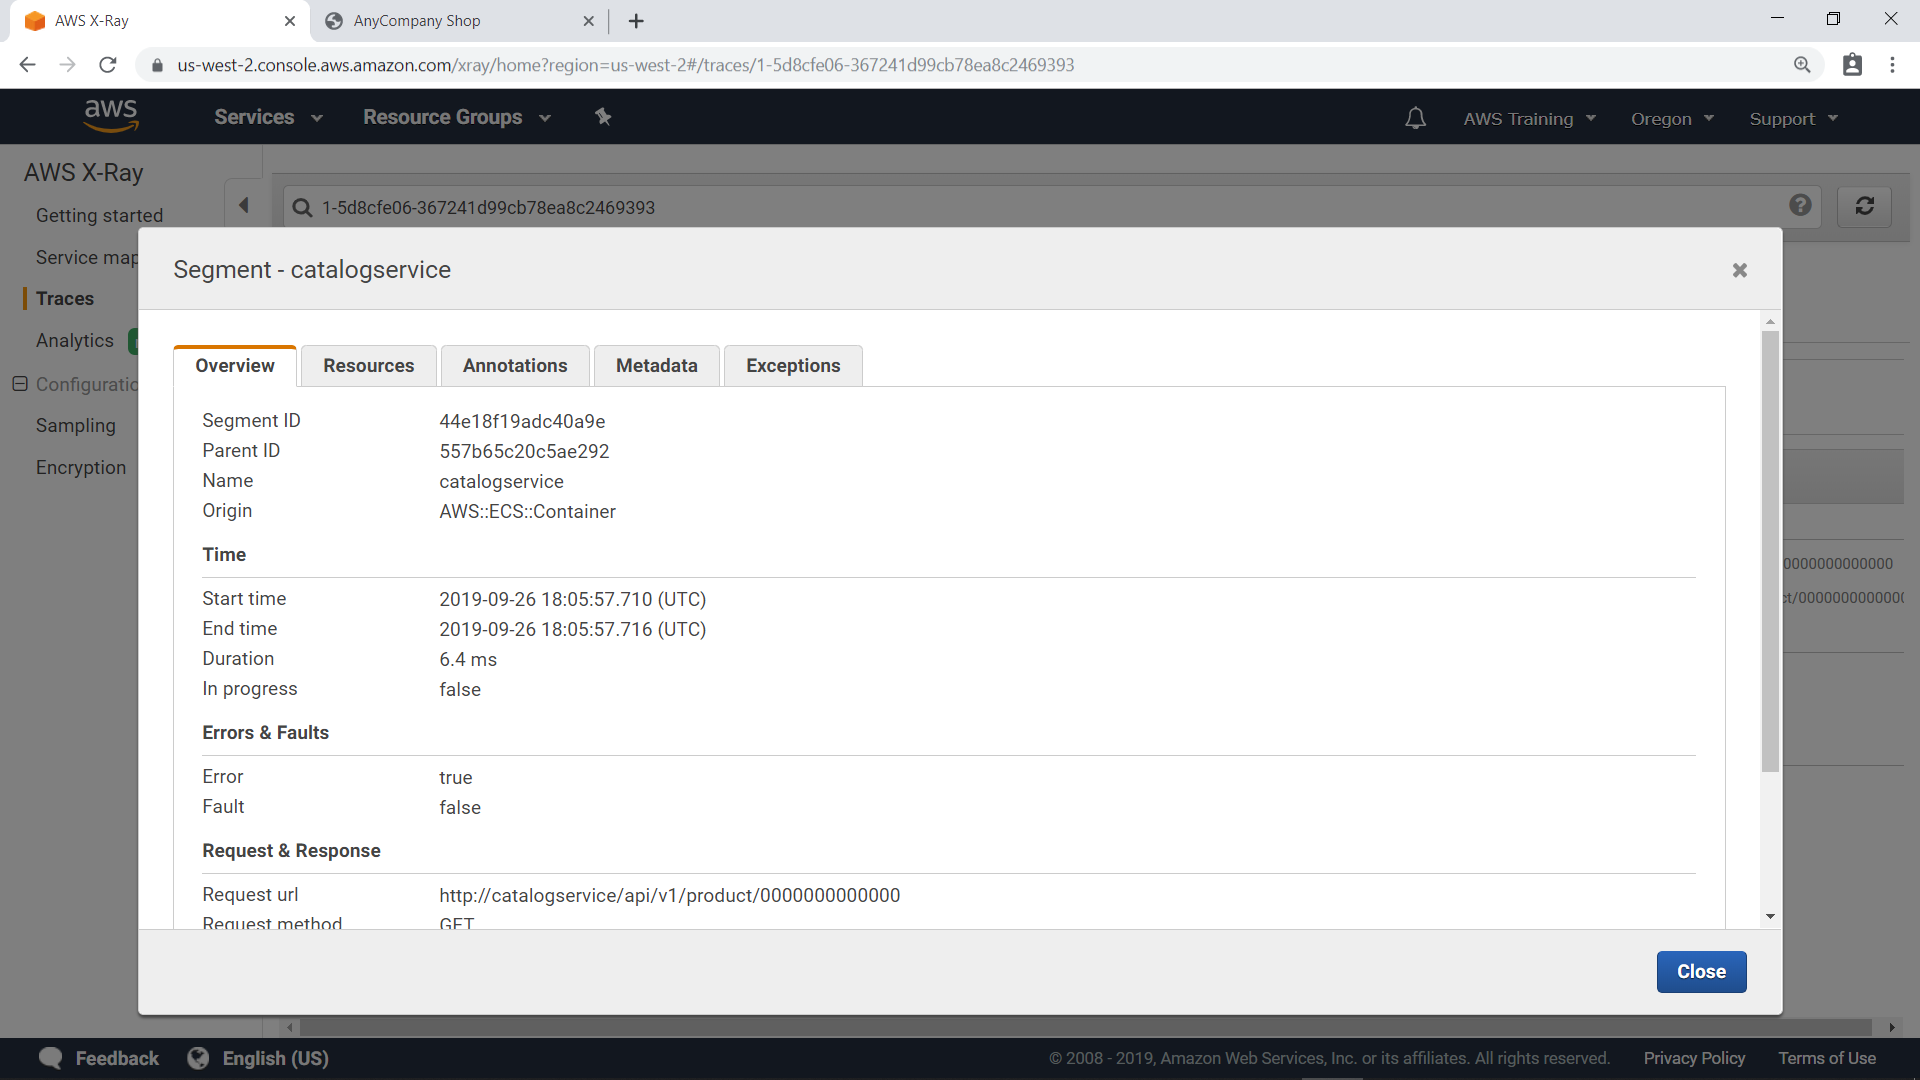 AWS X-Ray
AnyCompany Shop
us-west-2.console.aws.amazon.com/xray/home?region=us-west-2#/traces/1-5d8cfe06-367241d99cb78ea8c2469393
aws
Services
Resource Groups
AWS Training
Oregon
Support
AWS X-Ray
Getting started
Service map
Traces
Analytics
Configuratio
Sampling
Encryption
1-5d8cfe06-367241d99cb78ea8c2469393
Segment - catalogservice
Overview
Resources
Annotations
Metadata
Exceptions
Segment ID 44e18f19adc40a9e
Parent ID 557b65c20c5ae292
Name catalogservice
Origin AWS::ECS::Container
Time
Start time 2019-09-26 18:05:57.710 (UTC)
End time 2019-09-26 18:05:57.716 (UTC)
Duration 6.4 ms
In progress false
Errors & Faults
Error true
Fault false
Request & Response
Request url http://catalogservice/api/v1/product/0000000000000
Request method GET
0000000000000
ct/000000000000
Close
Feedback
English (US)
© 2008 - 2019, Amazon Web Services, Inc. or its affiliates. All rights reserved.
Privacy Policy
Terms of Use